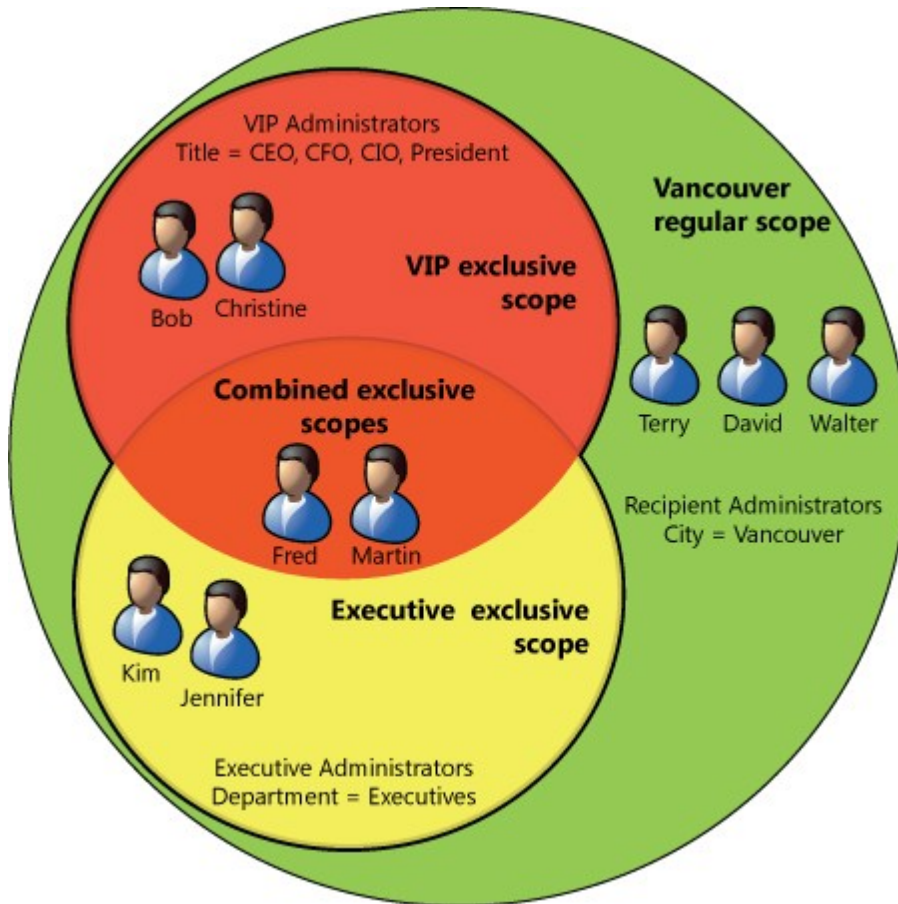 VIP Administrators
Title = CEO, CFO, CIO, President
Vancouver
regular scope
VIP exclusive
scope
Bob
Christine
Combined exclusive
scopes
Terry
David
Walter
Recipient Administrators
City = Vancouver
Fred
Martin
Executive exclusive
scope
Kim
Jennifer
Executive Administrators
Department = Executives